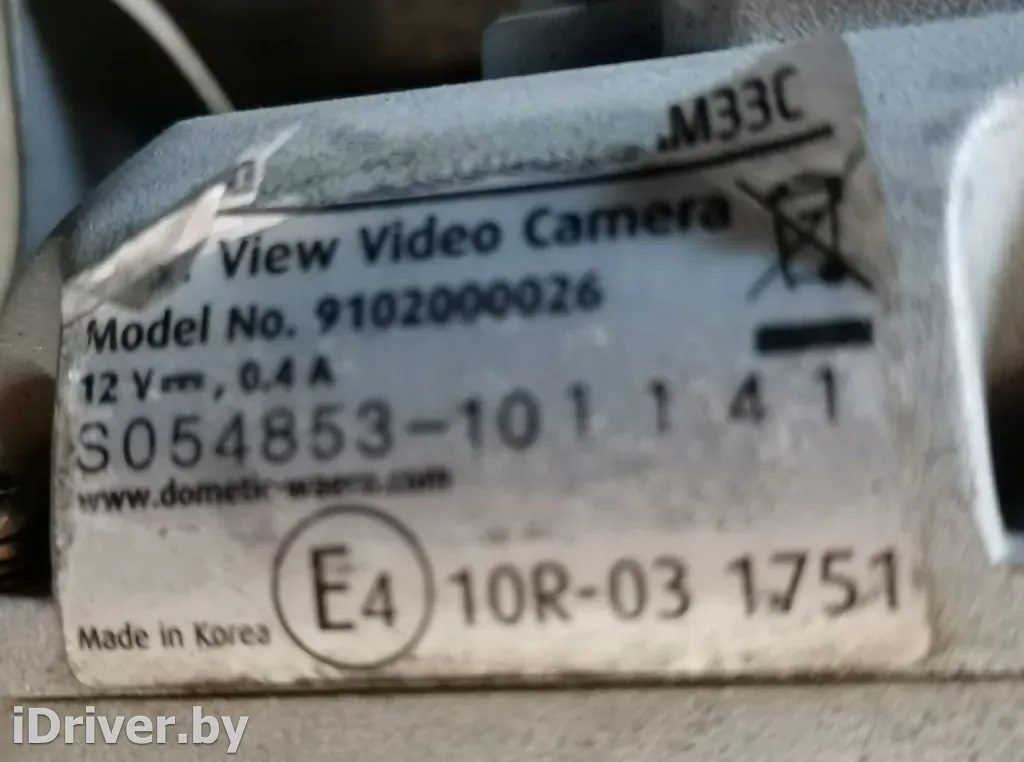 .M33C
View Video Camera
Model No. 9102000026
12 V⎓, 0.4 A
S054853-101141
www.dometic-waeco.com
E4 10R-03 1751
Made in Korea
iDriver.by